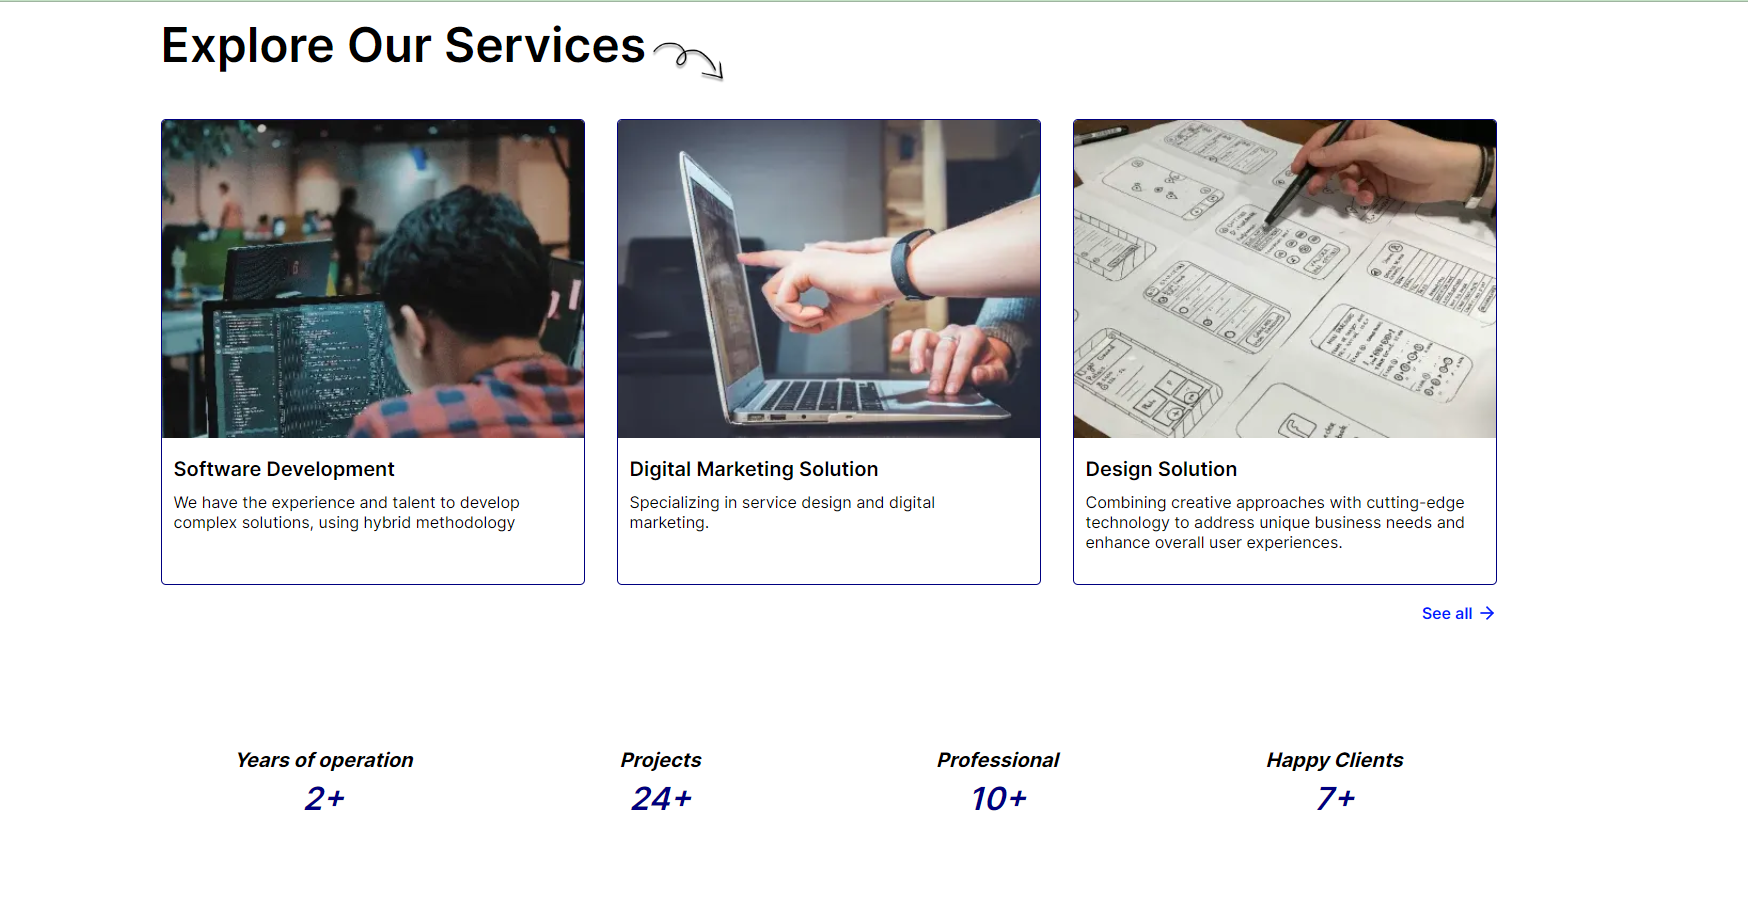 Explore Our Services
Software Development
We have the experience and talent to develop
complex solutions, using hybrid methodology
Digital Marketing Solution
Specializing in service design and digital
marketing.
Design Solution
Combining creative approaches with cutting-edge
technology to address unique business needs and
enhance overall user experiences.
See all
Years of operation
2+
Projects
24+
Professional
10+
Happy Clients
7+